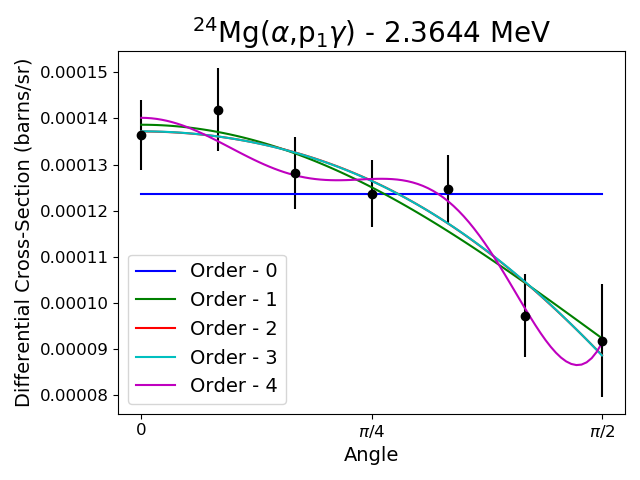 ²⁴Mg(α,p₁γ) - 2.3644 MeV
Differential Cross-Section (barns/sr)
0.00015
0.00014
0.00013
0.00012
0.00011
0.00010
0.00009
0.00008
Order - 0
Order - 1
Order - 2
Order - 3
Order - 4
0
π/4
π/2
Angle